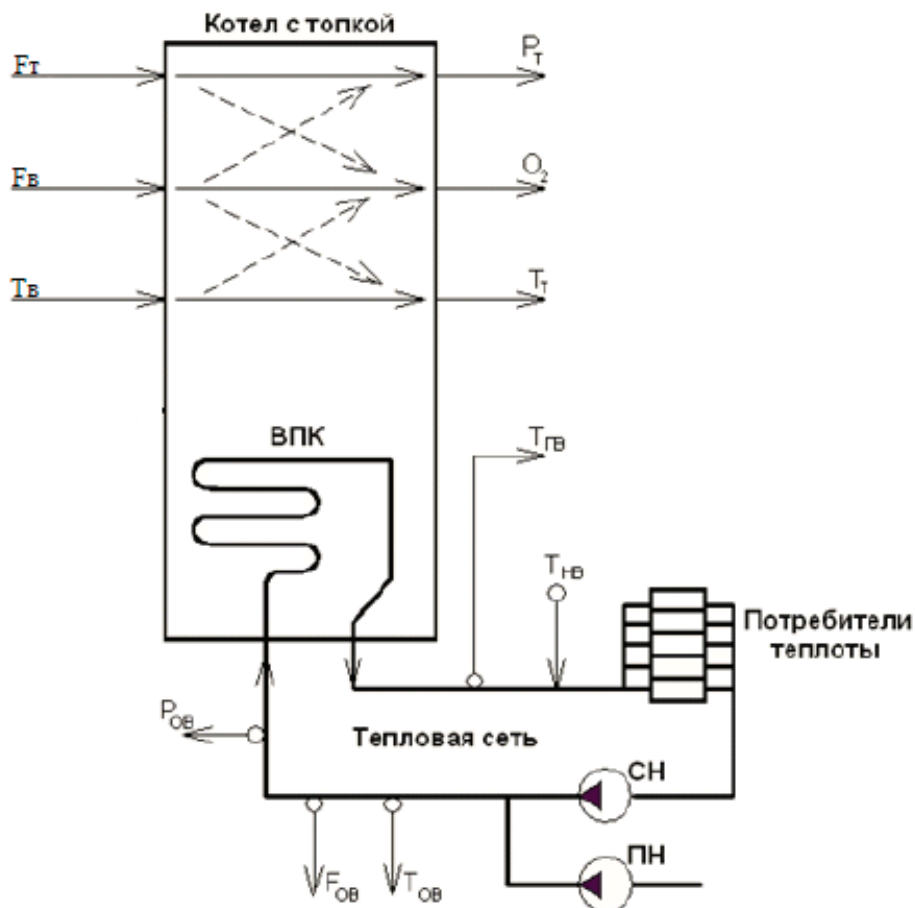 Котел с топкой
Fт
Pт
Fв
O2
Tв
Tт
ВПК
TГВ
TНВ
Потребители
теплоты
PОВ
Тепловая сеть
СН
ПН
FОВ
TОВ